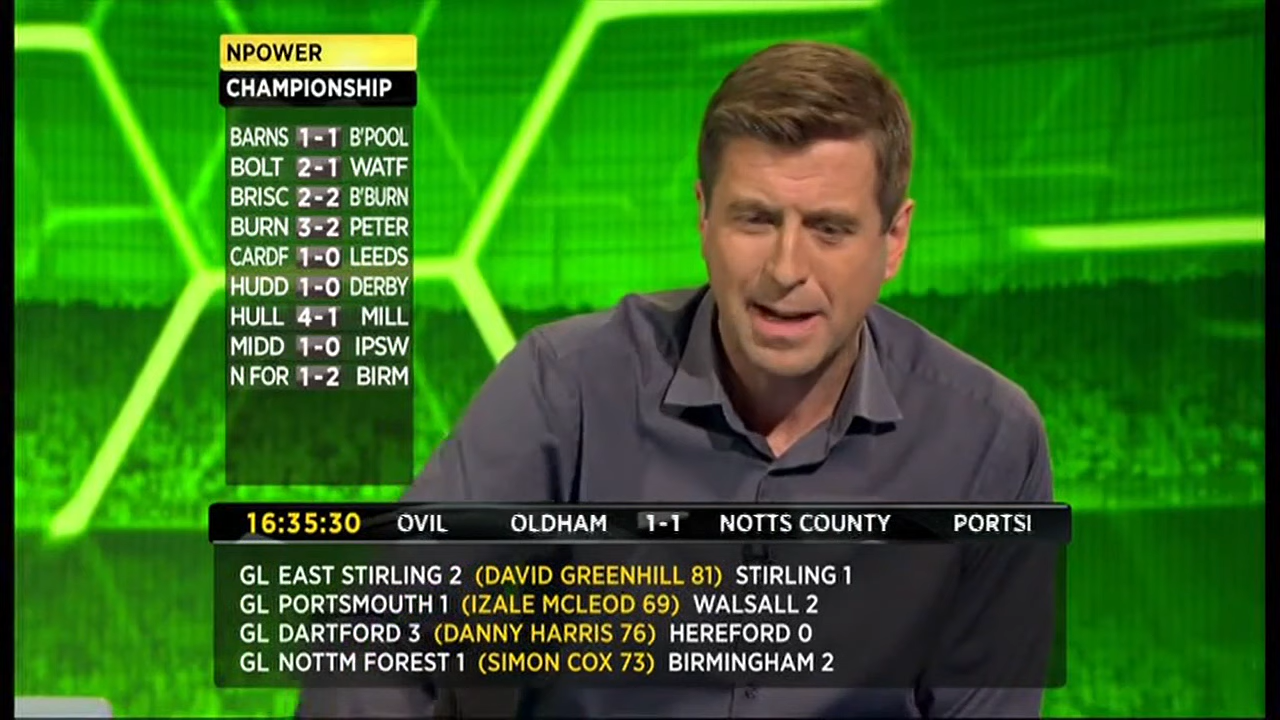 NPOWER
CHAMPIONSHIP
BARNS 1-1 B'POOL
BOLT 2-1 WATF
BRISC 2-2 B'BURN
BURN 3-2 PETER
CARDF 1-0 LEEDS
HUDD 1-0 DERBY
HULL 4-1 MILL
MIDD 1-0 IPSW
N FOR 1-2 BIRM
16:35:30 OVIL OLDHAM 1-1 NOTTS COUNTY PORTSI
GL EAST STIRLING 2 (DAVID GREENHILL 81) STIRLING 1
GL PORTSMOUTH 1 (IZALE MCLEOD 69) WALSALL 2
GL DARTFORD 3 (DANNY HARRIS 76) HEREFORD 0
GL NOTTM FOREST 1 (SIMON COX 73) BIRMINGHAM 2